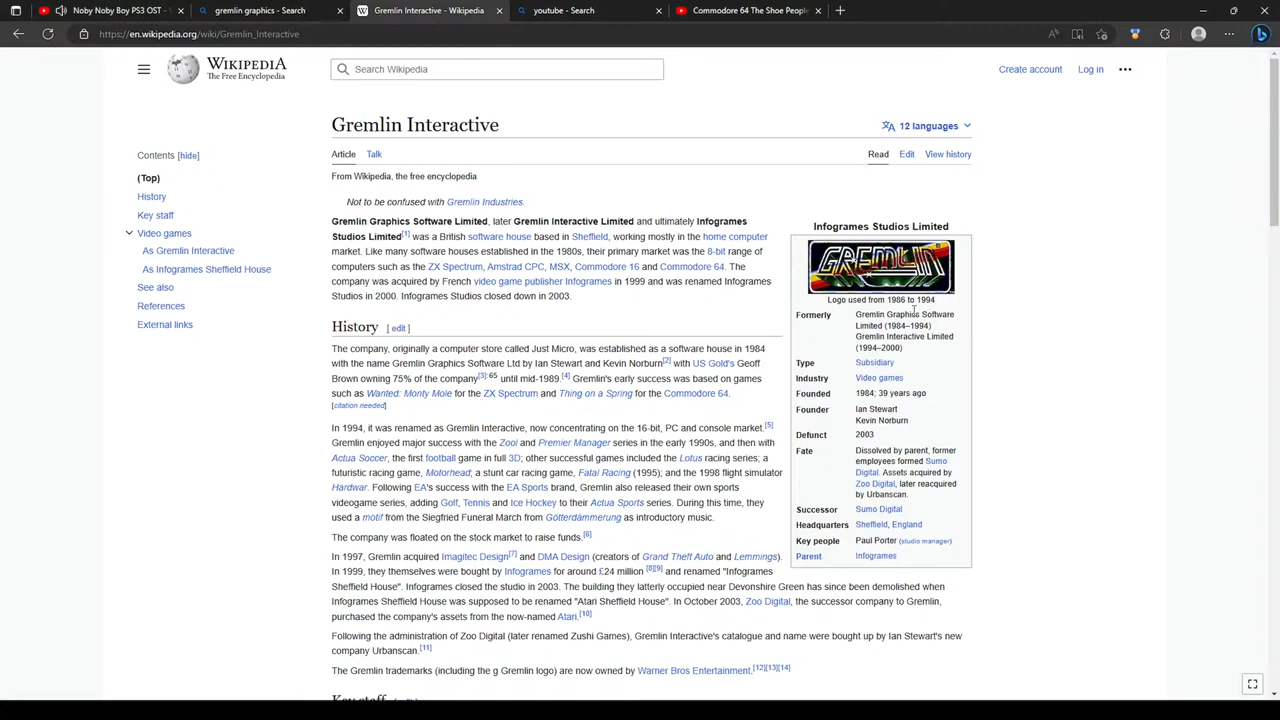 Noby Noby Boy PS3 OST -
gremlin graphics - Search
Gremlin Interactive - Wikipedia
youtube - Search
Commodore 64 The Shoe People
https://en.wikipedia.org/wiki/Gremlin_Interactive
WIKIPEDIA
The Free Encyclopedia
Search Wikipedia
Create account
Log in
Gremlin Interactive
12 languages
Contents [hide]
(Top)
History
Key staff
Video games
As Gremlin Interactive
As Infogrames Sheffield House
See also
References
External links
Article
Talk
Read
Edit
View history
From Wikipedia, the free encyclopedia
Not to be confused with Gremlin Industries.
Gremlin Graphics Software Limited, later Gremlin Interactive Limited and ultimately Infogrames
Studios Limited[1] was a British software house based in Sheffield, working mostly in the home computer
market. Like many software houses established in the 1980s, their primary market was the 8-bit range of
computers such as the ZX Spectrum, Amstrad CPC, MSX, Commodore 16 and Commodore 64. The
company was acquired by French video game publisher Infogrames in 1999 and was renamed Infogrames
Studios in 2000. Infogrames Studios closed down in 2003.
History [ edit ]
The company, originally a computer store called Just Micro, was established as a software house in 1984
with the name Gremlin Graphics Software Ltd by Ian Stewart and Kevin Norburn[2] with US Gold's Geoff
Brown owning 75% of the company[3]: 65 until mid-1989.[4] Gremlin's early success was based on games
such as Wanted: Monty Mole for the ZX Spectrum and Thing on a Spring for the Commodore 64.
[citation needed]
In 1994, it was renamed as Gremlin Interactive, now concentrating on the 16-bit, PC and console market.[5]
Gremlin enjoyed major success with the Zool and Premier Manager series in the early 1990s, and then with
Actua Soccer, the first football game in full 3D; other successful games included the Lotus racing series; a
futuristic racing game, Motorhead; a stunt car racing game, Fatal Racing (1995); and the 1998 flight simulator
Hardwar. Following EA's success with the EA Sports brand, Gremlin also released their own sports
videogame series, adding Golf, Tennis and Ice Hockey to their Actua Sports series. During this time, they
used a motif from the Siegfried Funeral March from Götterdämmerung as introductory music.
The company was floated on the stock market to raise funds.[6]
In 1997, Gremlin acquired Imagitec Design[7] and DMA Design (creators of Grand Theft Auto and Lemmings).
In 1999, they themselves were bought by Infogrames for around £24 million [8][9] and renamed "Infogrames
Sheffield House". Infogrames closed the studio in 2003. The building they latterly occupied near Devonshire Green has since been demolished when
Infogrames Sheffield House was supposed to be renamed "Atari Sheffield House". In October 2003, Zoo Digital, the successor company to Gremlin,
purchased the company's assets from the now-named Atari.[10]
Following the administration of Zoo Digital (later renamed Zushi Games), Gremlin Interactive's catalogue and name were bought up by Ian Stewart's new
company Urbanscan.[11]
The Gremlin trademarks (including the g Gremlin logo) are now owned by Warner Bros Entertainment.[12][13][14]
Key staff [ edit ]
Infogrames Studios Limited
GREMLIN
Logo used from 1986 to 1994
Formerly Gremlin Graphics Software
Limited (1984–1994)
Gremlin Interactive Limited
(1994–2000)
Type Subsidiary
Industry Video games
Founded 1984; 39 years ago
Founder Ian Stewart
Kevin Norburn
Defunct 2003
Fate Dissolved by parent, former
employees formed Sumo
Digital. Assets acquired by
Zoo Digital, later reacquired
by Urbanscan.
Successor Sumo Digital
Headquarters Sheffield, England
Key people Paul Porter (studio manager)
Parent Infogrames